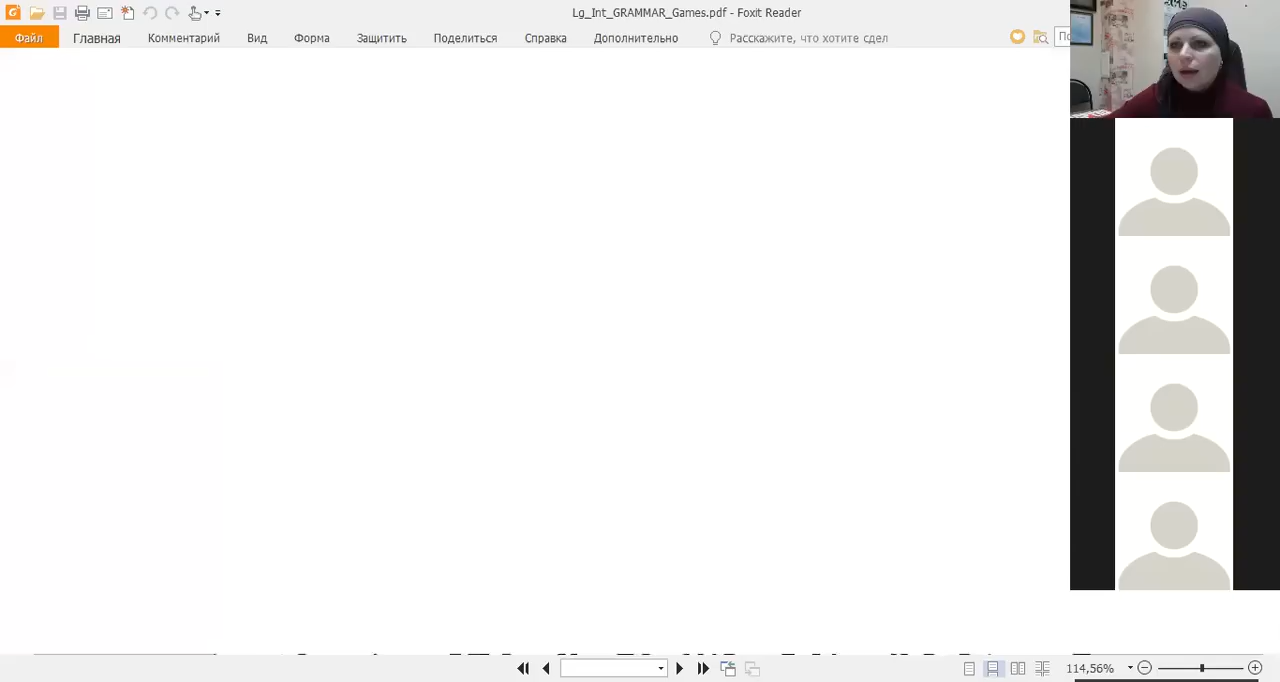 Lg_Int_GRAMMAR_Games.pdf - Foxit Reader
Файл Главная Комментарий Вид Форма Защитить Поделиться Справка Дополнительно Расскажите, что хотите сдел По
114,56%